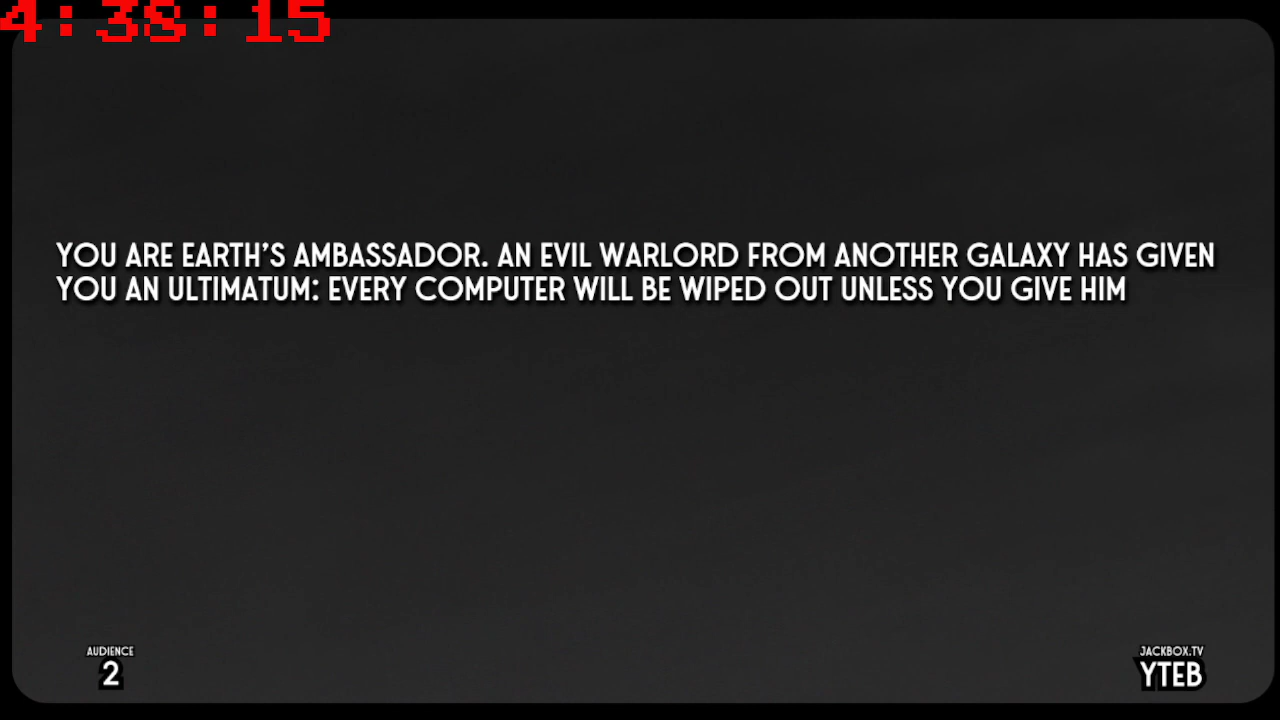 4:38:15
YOU ARE EARTH'S AMBASSADOR. AN EVIL WARLORD FROM ANOTHER GALAXY HAS GIVEN
YOU AN ULTIMATUM: EVERY COMPUTER WILL BE WIPED OUT UNLESS YOU GIVE HIM
AUDIENCE
2
JACKBOX.TV
YTEB